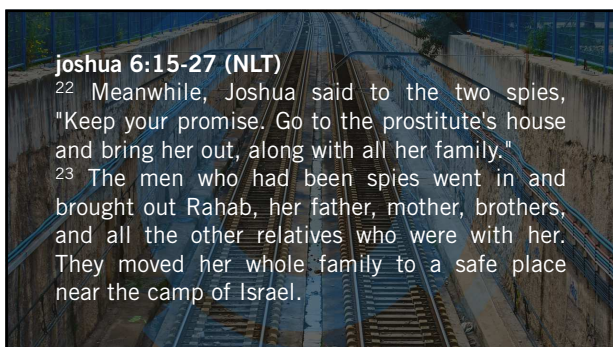 joshua 6:15-27 (NLT)
22 Meanwhile, Joshua said to the two spies,
"Keep your promise. Go to the prostitute's house
and bring her out, along with all her family."
23 The men who had been spies went in and
brought out Rahab, her father, mother, brothers,
and all the other relatives who were with her.
They moved her whole family to a safe place
near the camp of Israel.